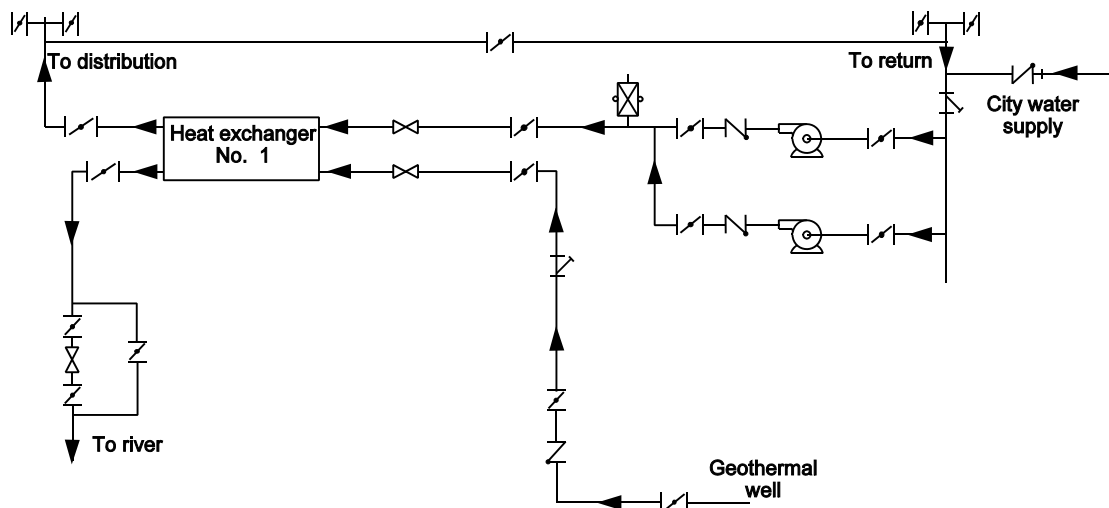 To distribution
To return
City water
supply
Heat exchanger
No. 1
To river
Geothermal
well